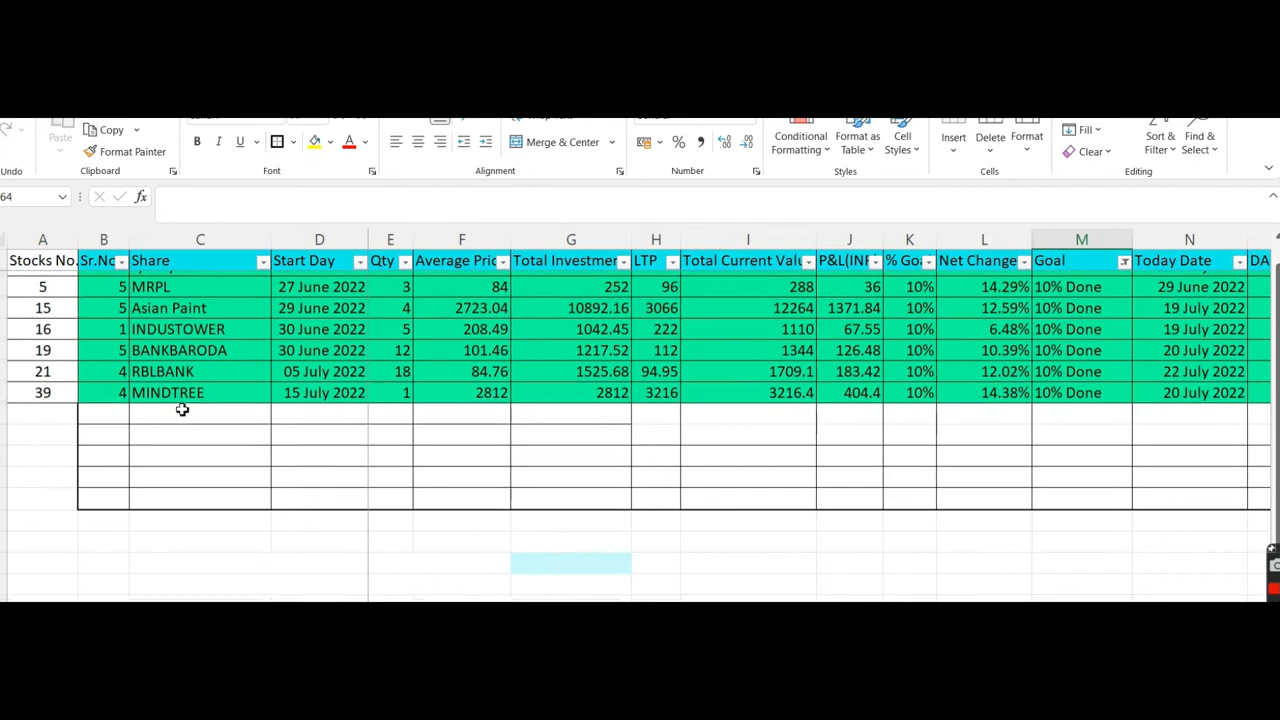 Copy
Conditional Format as Cell Insert Delete Format Fill Sort & Find &
Paste Format Painter B I U A Merge & Center % Formatting Table Styles Clear Filter Select
Undo Clipboard Font Alignment Number Styles Cells Editing
64 fx
A B C D E F G H I J K L M N
Stocks No. Sr.No Share Start Day Qty Average Pric Total Investmen LTP Total Current Valu P&L(INR % Goa Net Change Goal Today Date DA
5 5 MRPL 27 June 2022 3 84 252 96 288 36 10% 14.29% 10% Done 29 June 2022
15 5 Asian Paint 29 June 2022 4 2723.04 10892.16 3066 12264 1371.84 10% 12.59% 10% Done 19 July 2022
16 1 INDUSTOWER 30 June 2022 5 208.49 1042.45 222 1110 67.55 10% 6.48% 10% Done 19 July 2022
19 5 BANKBARODA 30 June 2022 12 101.46 1217.52 112 1344 126.48 10% 10.39% 10% Done 20 July 2022
21 4 RBLBANK 05 July 2022 18 84.76 1525.68 94.95 1709.1 183.42 10% 12.02% 10% Done 22 July 2022
39 4 MINDTREE 15 July 2022 1 2812 2812 3216 3216.4 404.4 10% 14.38% 10% Done 20 July 2022